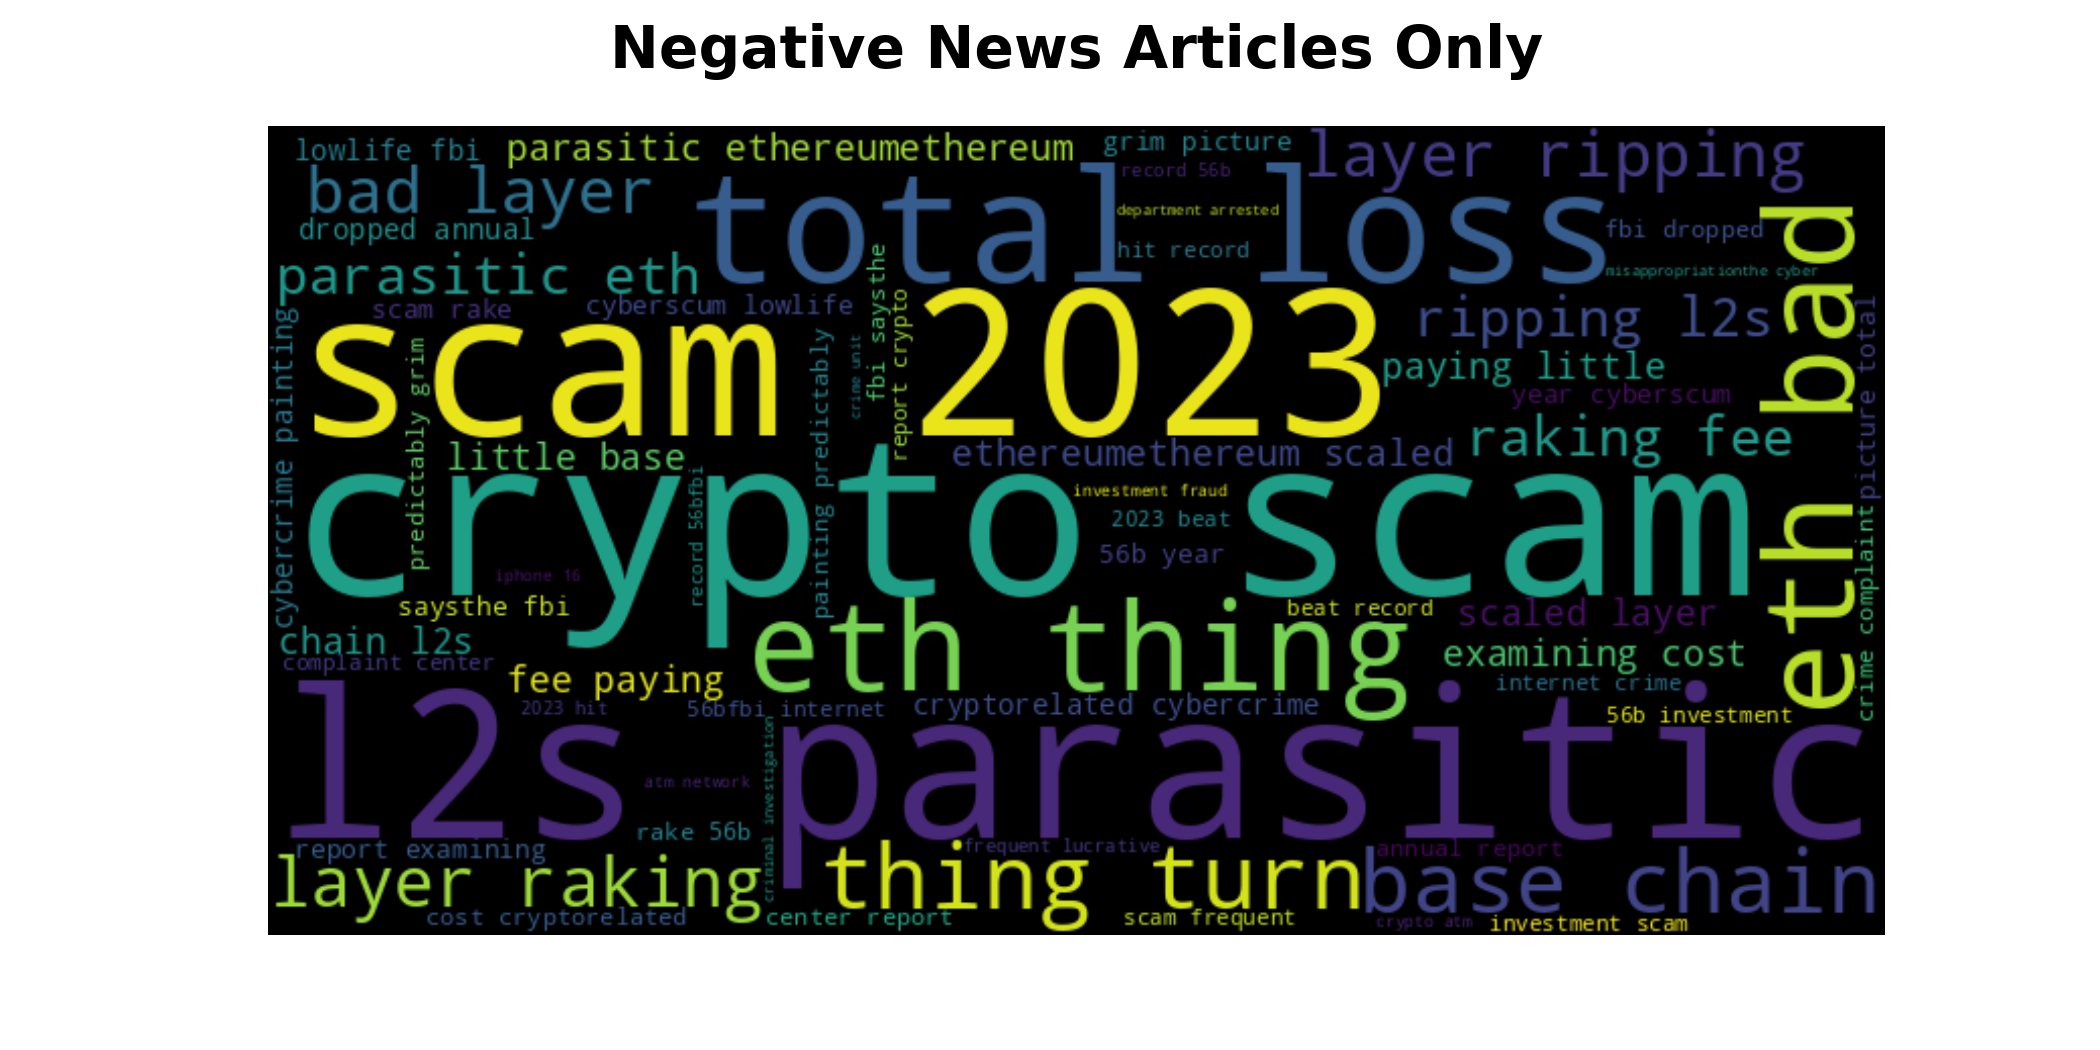 Negative News Articles Only
lowlife fbi
parasitic ethereumethereum
grim picture
layer ripping
record 56b
bad layer
total loss
department arrested
dropped annual
hit record
fbi dropped
eth bad
parasitic eth
misappropriationthe cyber
scam rake
cyberscum lowlife
fbi saysthe
report crypto
scam 2023
ripping l2s
picture total
cybercrime painting
predictably grim
painting predictably
crime unit
paying little
year cyberscum
little base
ethereumethereum scaled
raking fee
record 56bfbi
crypto scam
investment fraud
2023 beat
56b year
crime complaint
iphone 16
saysthe fbi
beat record
scaled layer
chain l2s
eth thing
examining cost
complaint center
fee paying
internet crime
2023 hit
56bfbi internet
cryptorelated cybercrime
56b investment
l2s parasitic
criminal investigation
atm network
rake 56b
report examining
frequent lucrative
annual report
layer raking
thing turn
base chain
cost cryptorelated
center report
scam frequent
crypto atm
investment scam